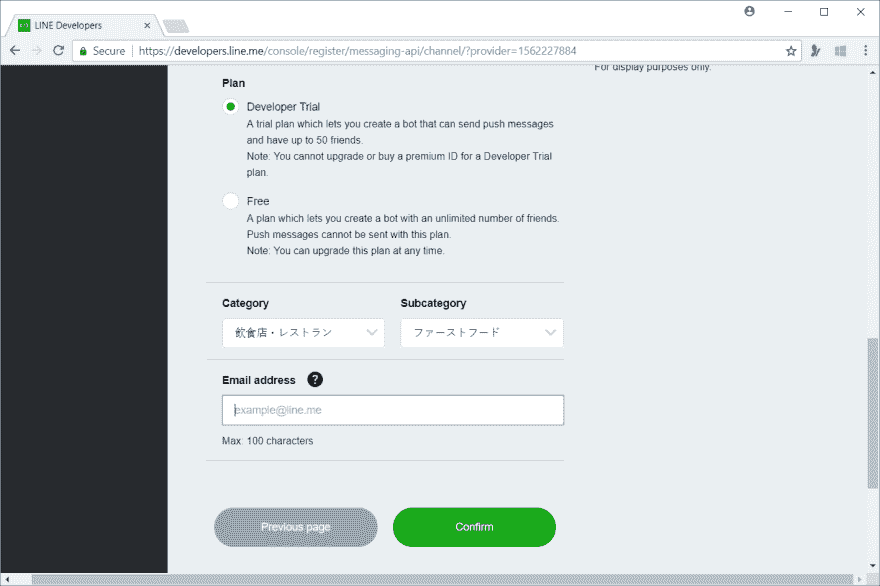 LINE Developers
Secure
https://developers.line.me/console/register/messaging-api/channel/?provider=1562227884
For display purposes only.
Plan
Developer Trial
A trial plan which lets you create a bot that can send push messages
and have up to 50 friends.
Note: You cannot upgrade or buy a premium ID for a Developer Trial
plan.
Free
A plan which lets you create a bot with an unlimited number of friends.
Push messages cannot be sent with this plan.
Note: You can upgrade this plan at any time.
Category
Subcategory
飲食店・レストラン
ファーストフード
Email address ?
example@line.me
Max: 100 characters
Previous page
Confirm